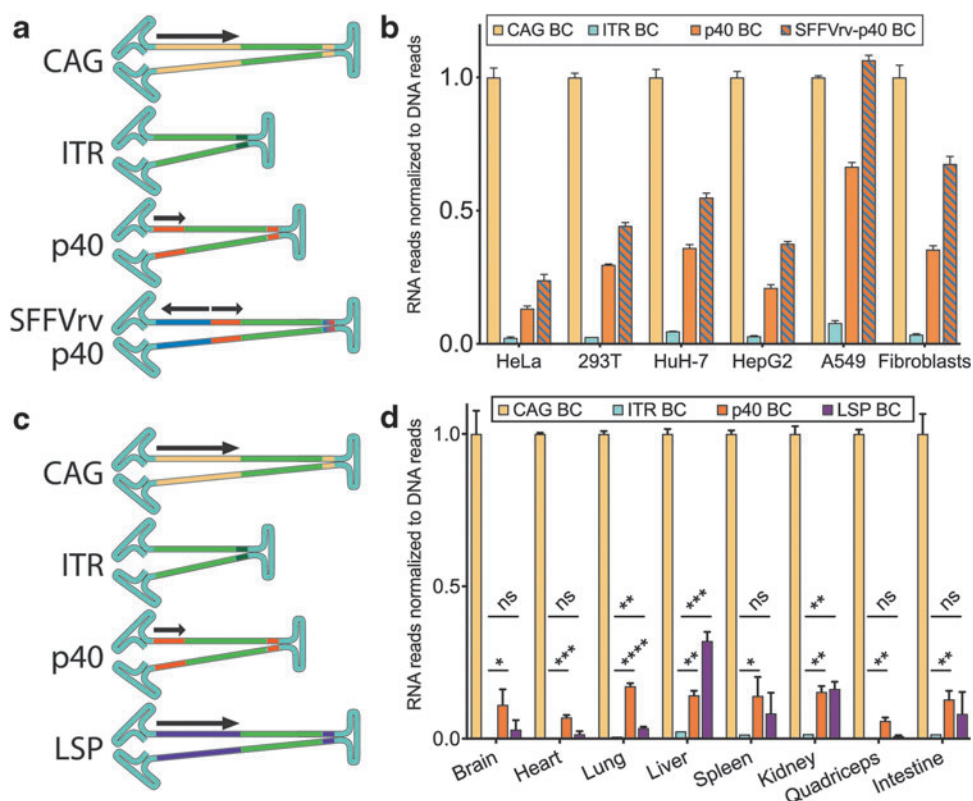 a
CAG
ITR
p40
SFFVrv
p40
b
CAG BC ITR BC p40 BC SFFVrv-p40 BC
RNA reads normalized to DNA reads
1.0
0.5
0.0
HeLa 293T HuH-7 HepG2 A549 Fibroblasts
c
CAG
ITR
p40
LSP
d
CAG BC ITR BC p40 BC LSP BC
RNA reads normalized to DNA reads
1.0
0.5
0.0
ns ns ** *** ns ** ns ns
* *** **** ** * ** ** **
Brain Heart Lung Liver Spleen Kidney Quadriceps Intestine